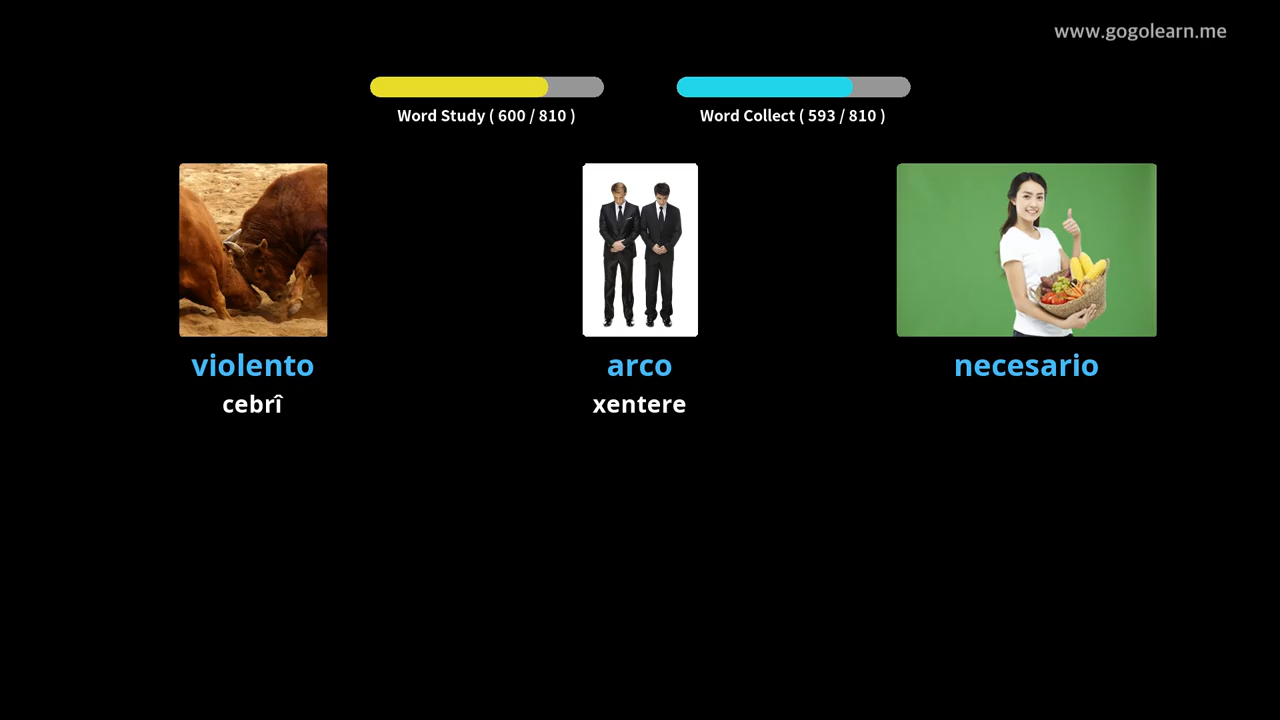 www.gogolearn.me
Word Study ( 600 / 810 )
Word Collect ( 593 / 810 )
violento
arco
necesario
cebrî
xentere